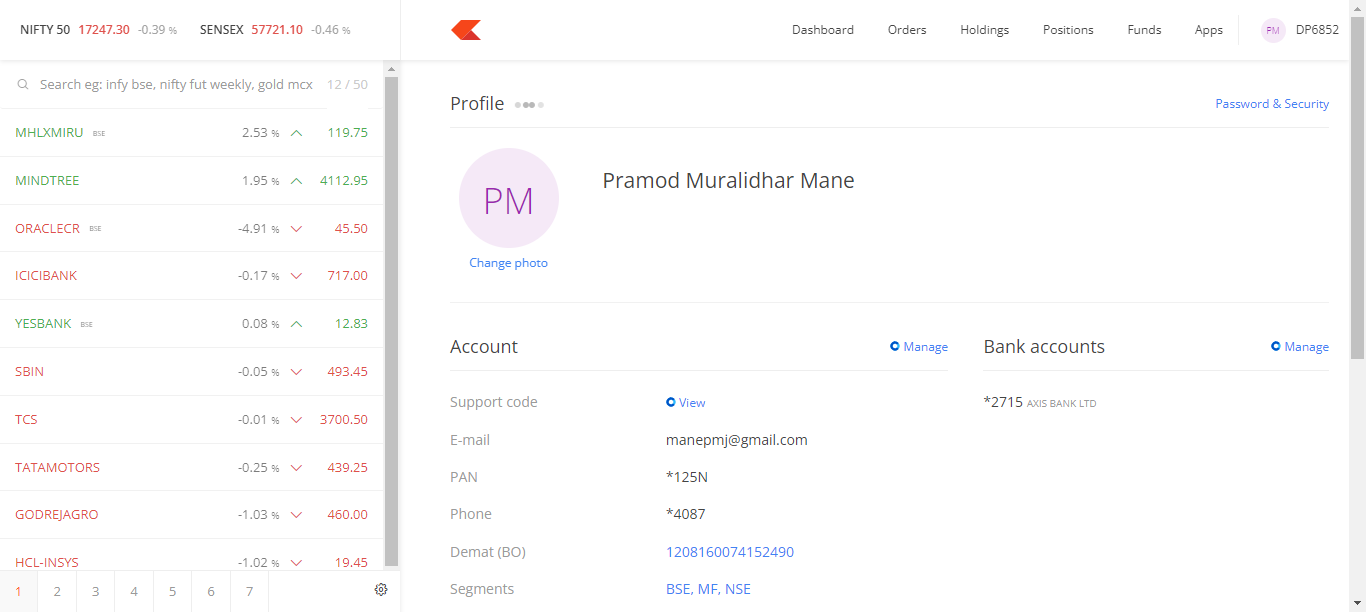 NIFTY 50 17247.30 -0.39 % SENSEX 57721.10 -0.46 %
Dashboard Orders Holdings Positions Funds Apps PM DP6852
Search eg: infy bse, nifty fut weekly, gold mcx 12 / 50
MHLXMIRU BSE 2.53 % 119.75
MINDTREE 1.95 % 4112.95
ORACLECR BSE -4.91 % 45.50
ICICIBANK -0.17 % 717.00
YESBANK BSE 0.08 % 12.83
SBIN -0.05 % 493.45
TCS -0.01 % 3700.50
TATAMOTORS -0.25 % 439.25
GODREJAGRO -1.03 % 460.00
HCL-INSYS -1.02 % 19.45
1 2 3 4 5 6 7
Profile Password & Security
PM
Pramod Muralidhar Mane
Change photo
Account Manage
Support code View
E-mail manepmj@gmail.com
PAN *125N
Phone *4087
Demat (BO) 1208160074152490
Segments BSE, MF, NSE
Bank accounts Manage
*2715 AXIS BANK LTD